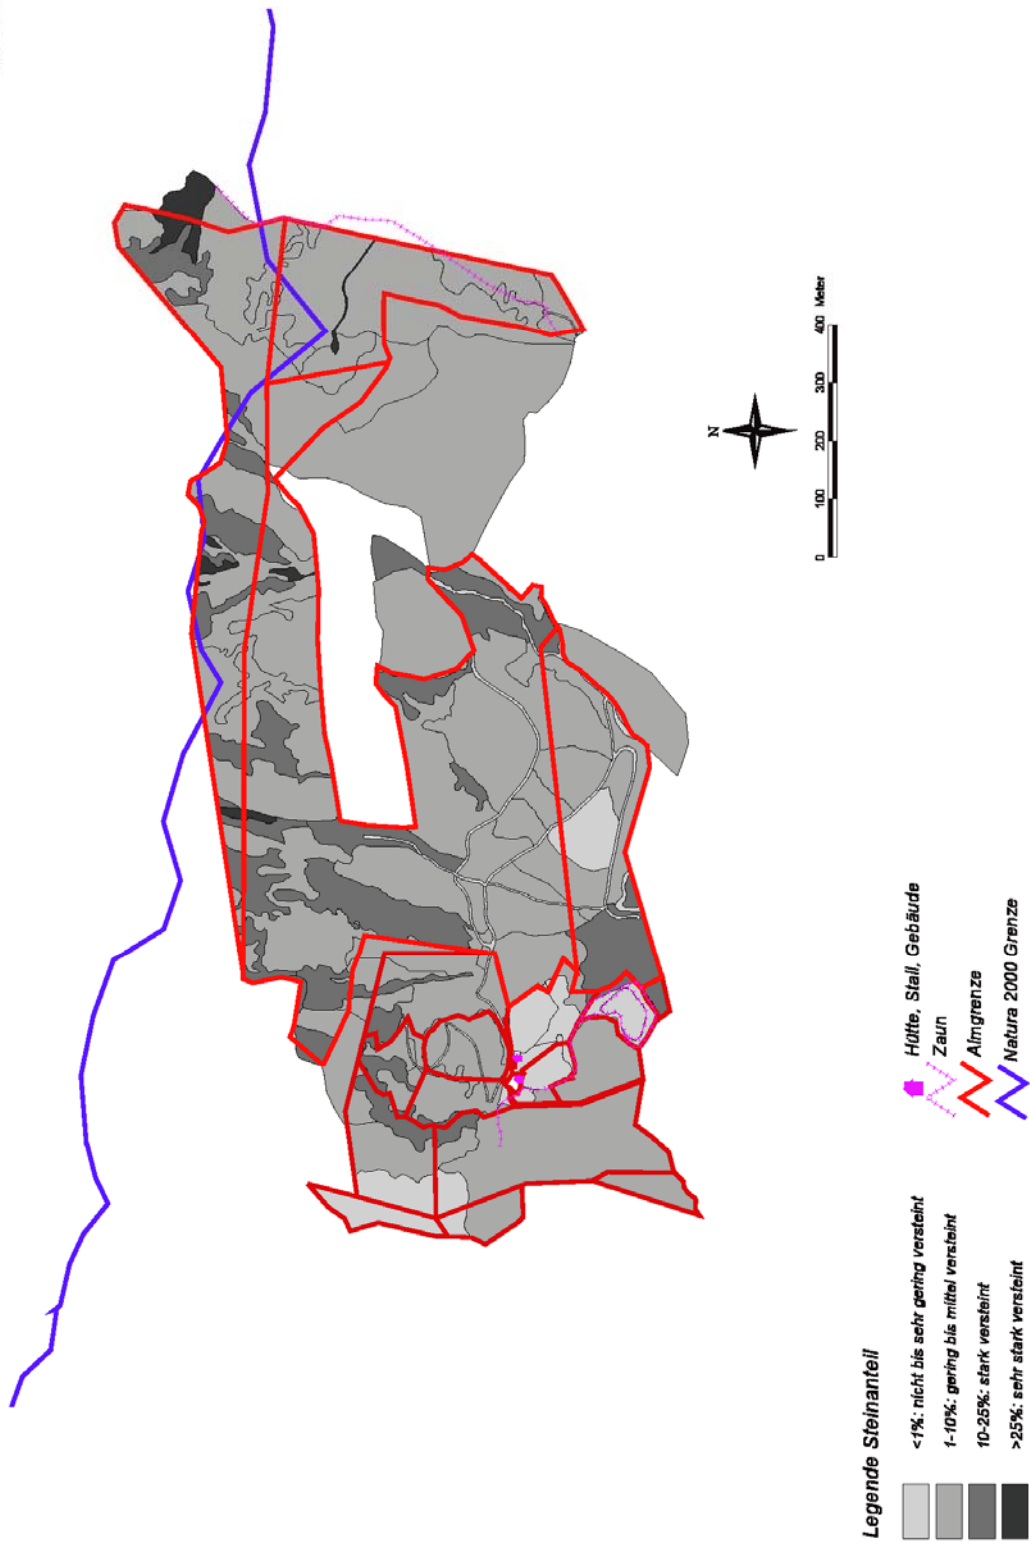 N
0 100 200 300 400 Meter
Legende Steinanteil
<1%: nicht bis sehr gering versteint
1-10%: gering bis mittel versteint
10-25%: stark versteint
>25%: sehr stark versteint
Hütte, Stall, Gebäude
Zaun
Almgrenze
Natura 2000 Grenze